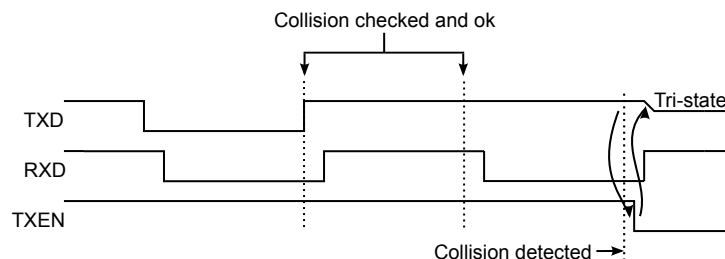 Collision checked and ok
Tri-state
TXD
RXD
TXEN
Collision detected